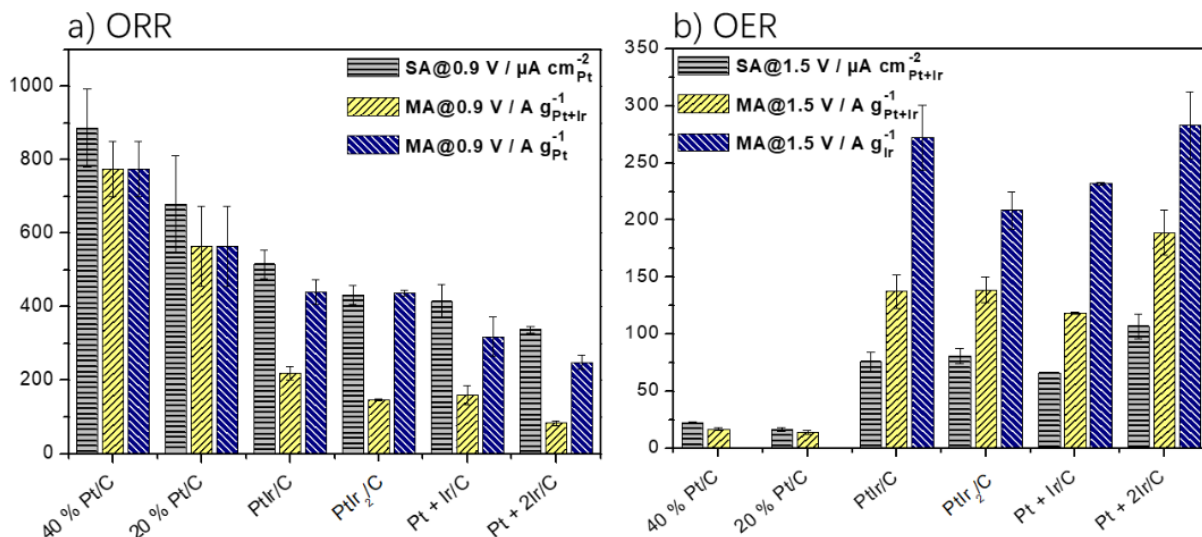 a) ORR
SA@0.9 V / µA cm⁻²Pt
MA@0.9 V / A g⁻¹Pt+Ir
MA@0.9 V / A g⁻¹Pt
1000
800
600
400
200
0
40 % Pt/C
20 % Pt/C
PtIr/C
PtIr₂/C
Pt + Ir/C
Pt + 2Ir/C
b) OER
SA@1.5 V / µA cm⁻²Pt+Ir
MA@1.5 V / A g⁻¹Pt+Ir
MA@1.5 V / A g⁻¹Ir
350
300
250
200
150
100
50
0
40 % Pt/C
20 % Pt/C
PtIr/C
PtIr₂/C
Pt + Ir/C
Pt + 2Ir/C